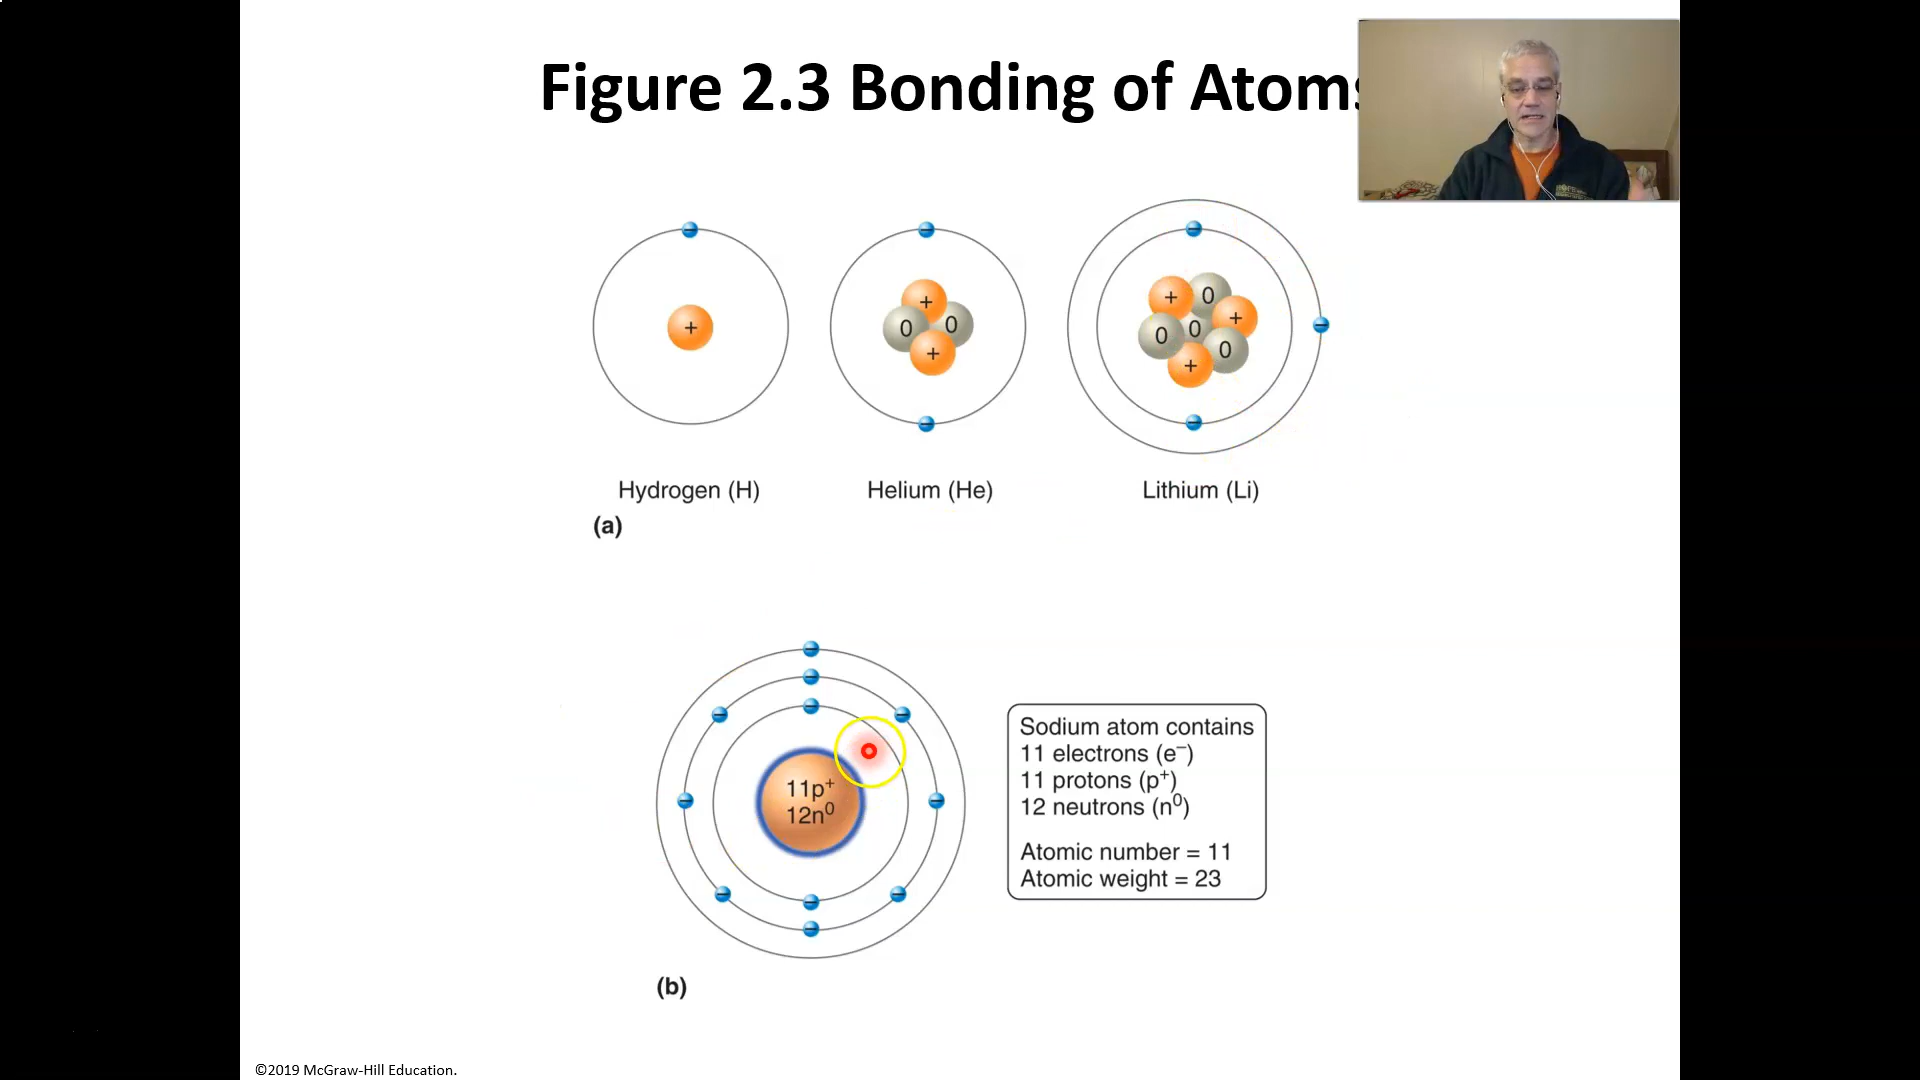 Figure 2.3 Bonding of Atoms
+
+
0
0
+
+
0
+
0
0
0
+
Hydrogen (H)
Helium (He)
Lithium (Li)
(a)
11p⁺
12n⁰
Sodium atom contains
11 electrons (e⁻)
11 protons (p⁺)
12 neutrons (n⁰)
Atomic number = 11
Atomic weight = 23
(b)
©2019 McGraw-Hill Education.